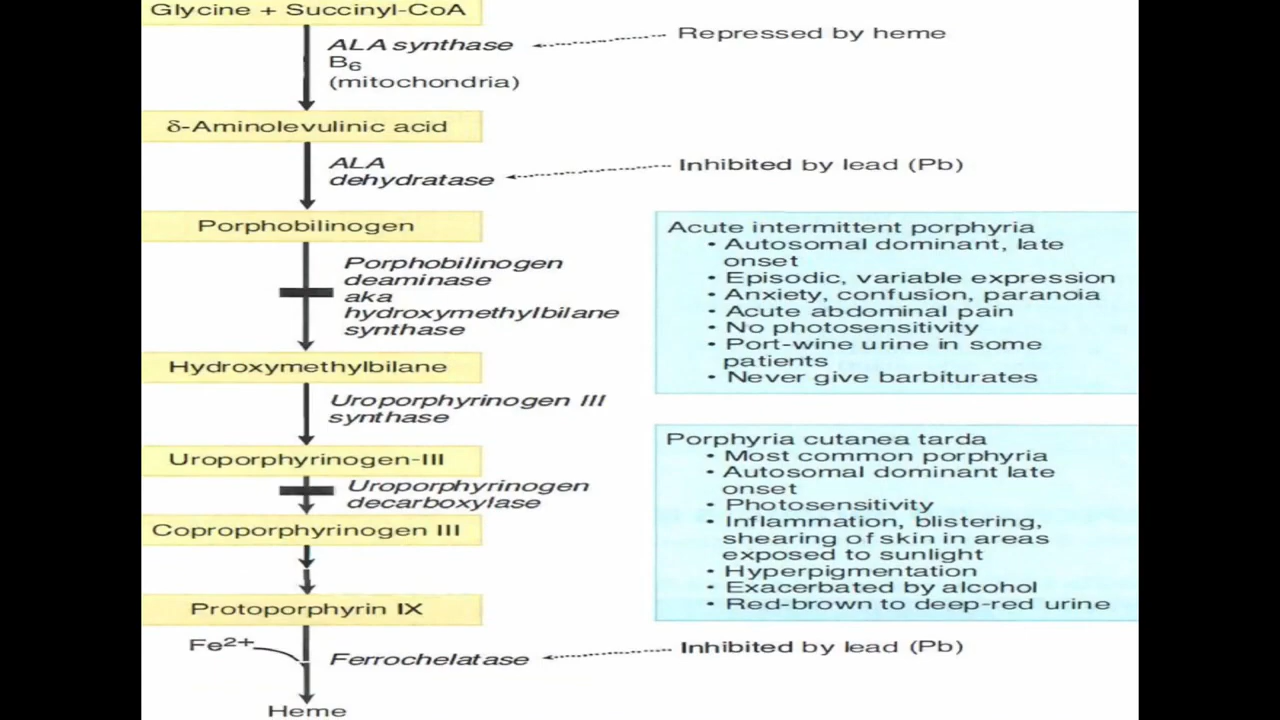 Glycine + Succinyl-CoA
ALA synthase
B6
(mitochondria)
Repressed by heme
δ-Aminolevulinic acid
ALA
dehydratase
Inhibited by lead (Pb)
Porphobilinogen
Porphobilinogen
deaminase
aka
hydroxymethylbilane
synthase
Acute intermittent porphyria
• Autosomal dominant, late
onset
• Episodic, variable expression
• Anxiety, confusion, paranoia
• Acute abdominal pain
• No photosensitivity
• Port-wine urine in some
patients
• Never give barbiturates
Hydroxymethylbilane
Uroporphyrinogen III
synthase
Uroporphyrinogen-III
Uroporphyrinogen
decarboxylase
Coproporphyrinogen III
Porphyria cutanea tarda
• Most common porphyria
• Autosomal dominant late
onset
• Photosensitivity
• Inflammation, blistering,
shearing of skin in areas
exposed to sunlight
• Hyperpigmentation
• Exacerbated by alcohol
• Red-brown to deep-red urine
Protoporphyrin IX
Fe2+
Ferrochelatase
Inhibited by lead (Pb)
Heme